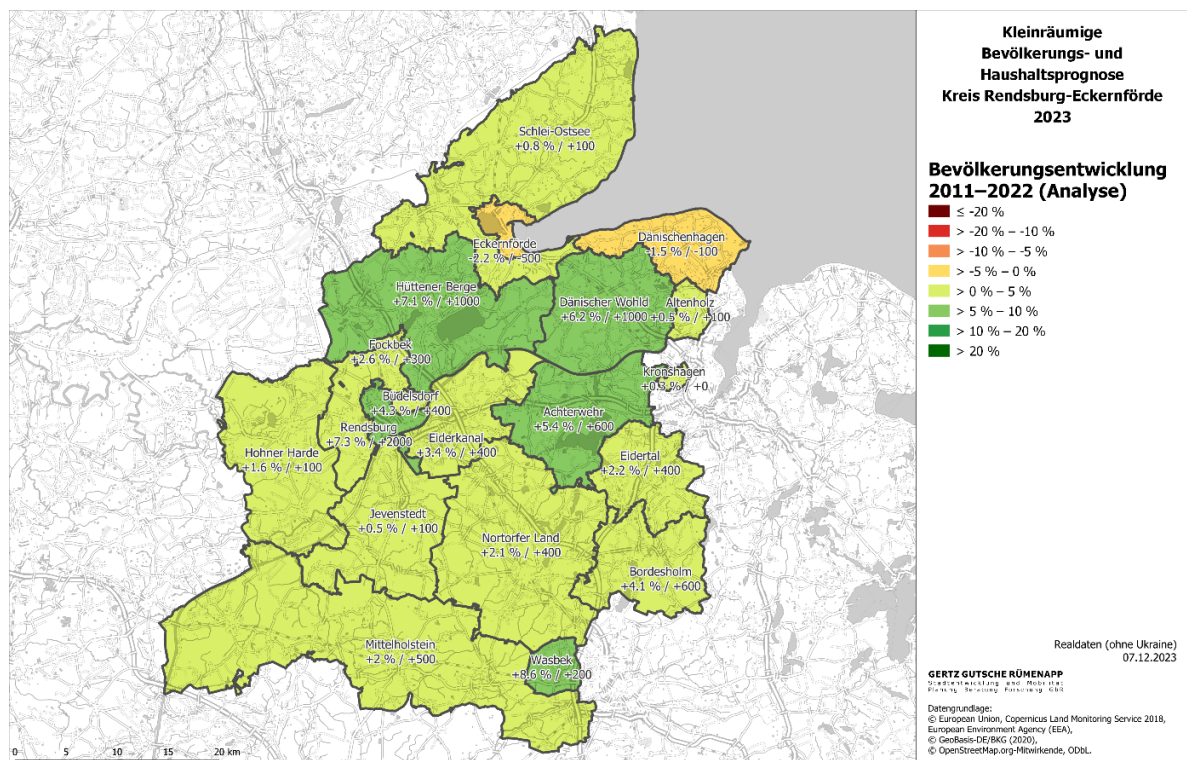 Kleinräumige
Bevölkerungs- und
Haushaltsprognose
Kreis Rendsburg-Eckernförde
2023
Bevölkerungsentwicklung
2011–2022 (Analyse)
≤ -20 %
> -20 % – -10 %
> -10 % – -5 %
> -5 % – 0 %
> 0 % – 5 %
> 5 % – 10 %
> 10 % – 20 %
> 20 %
Schlei-Ostsee
+0.8 % / +100
Eckernförde
-2.2 % / -500
Dänischenhagen
-1.5 % / -100
Hüttener Berge
+7.1 % / +1000
Dänischer Wohld
+6.2 % / +1000
Altenholz
+0.5 % / +100
Fockbek
+2.6 % / +300
Kronshagen
+0.3 % / +0
Büdelsdorf
+4.3 % / +400
Achterwehr
+5.4 % / +600
Rendsburg
+7.3 % / +2000
Eiderkanal
+3.4 % / +400
Hohner Harde
+1.6 % / +100
Eidertal
+2.2 % / +400
Jevenstedt
+0.5 % / +100
Nortorfer Land
+2.1 % / +400
Bordesholm
+4.1 % / +600
Mittelholstein
+2 % / +500
Wasbek
+8.6 % / +200
0 5 10 15 20 km
Realdaten (ohne Ukraine)
07.12.2023
GERTZ GUTSCHE RÜMENAPP
Stadtentwicklung und Mobilität
Planung Beratung Forschung GbR
Datengrundlage:
© European Union, Copernicus Land Monitoring Service 2018,
European Environment Agency (EEA),
© GeoBasis-DE/BKG (2020),
© OpenStreetMap.org-Mitwirkende, ODbL.